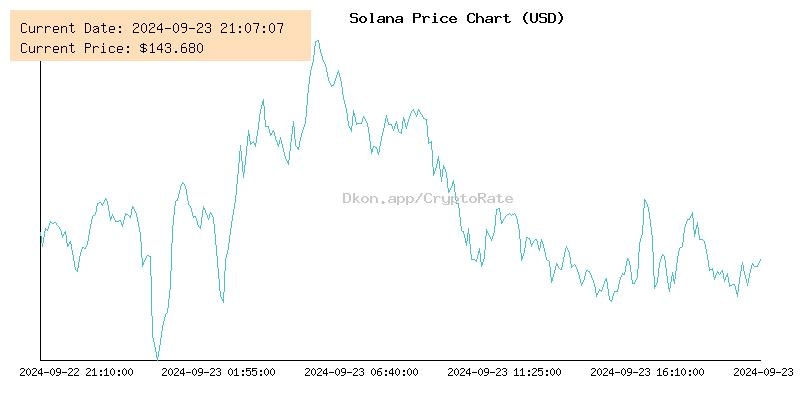 Solana Price Chart (USD)
Current Date: 2024-09-23 21:07:07
Current Price: $143.680
Dkon.app/CryptoRate
2024-09-22 21:10:00 2024-09-23 01:55:00 2024-09-23 06:40:00 2024-09-23 11:25:00 2024-09-23 16:10:00 2024-09-23